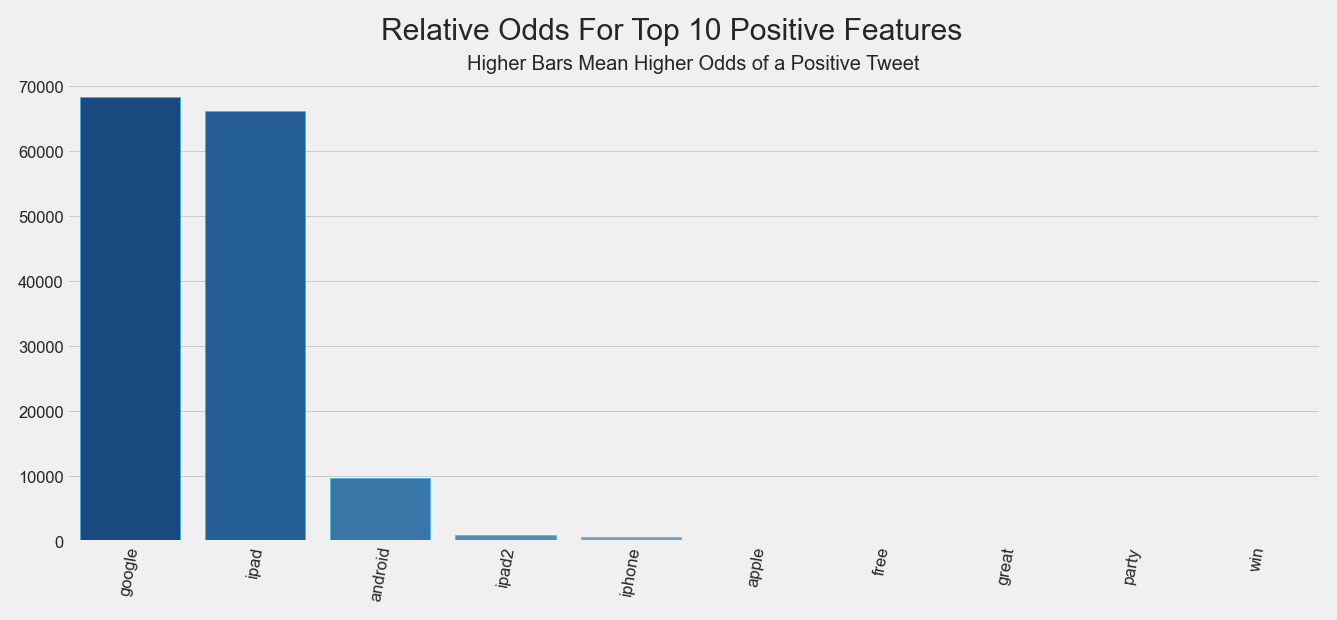 Relative Odds For Top 10 Positive Features
Higher Bars Mean Higher Odds of a Positive Tweet
70000
60000
50000
40000
30000
20000
10000
0
google
ipad
android
ipad2
iphone
apple
free
great
party
win